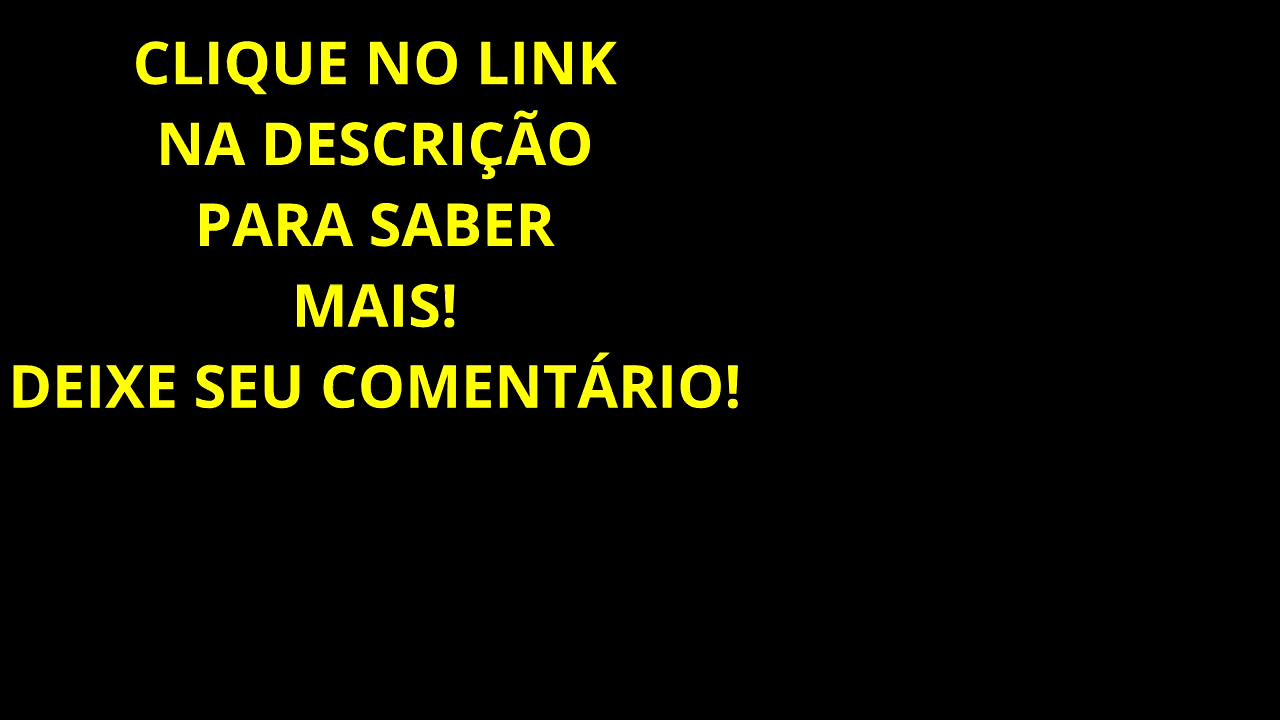 CLIQUE NO LINK
NA DESCRIÇÃO
PARA SABER
MAIS!
DEIXE SEU COMENTÁRIO!